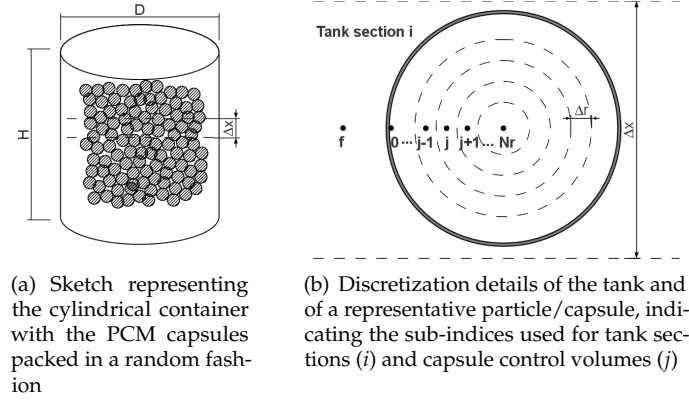 D
H
Δx
Tank section i
Δr
Δx
f
0 ... j-1 j j+1 ... Nr
(a) Sketch representing
the cylindrical container
with the PCM capsules
packed in a random fash-
ion
(b) Discretization details of the tank and
of a representative particle/capsule, indi-
cating the sub-indices used for tank sec-
tions (i) and capsule control volumes (j)